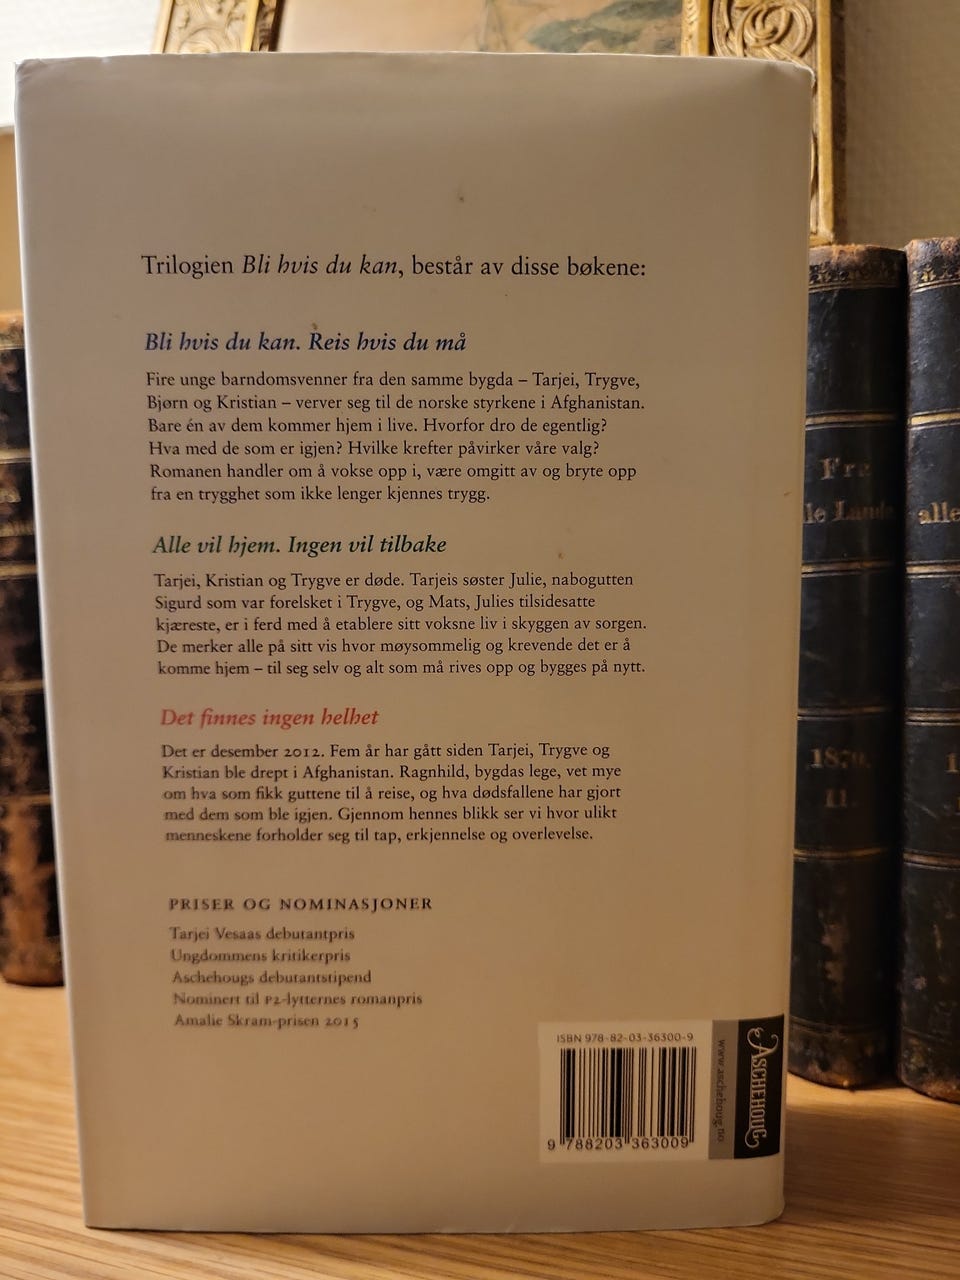 Trilogien Bli hvis du kan, består av disse bøkene:
Bli hvis du kan. Reis hvis du må
Fire unge barndomsvenner fra den samme bygda – Tarjei, Trygve,
Bjørn og Kristian – verver seg til de norske styrkene i Afghanistan.
Bare én av dem kommer hjem i live. Hvorfor dro de egentlig?
Hva med de som er igjen? Hvilke krefter påvirker våre valg?
Romanen handler om å vokse opp i, være omgitt av og bryte opp
fra en trygghet som ikke lenger kjennes trygg.
Alle vil hjem. Ingen vil tilbake
Tarjei, Kristian og Trygve er døde. Tarjeis søster Julie, nabogutten
Sigurd som var forelsket i Trygve, og Mats, Julies tilsidesatte
kjæreste, er i ferd med å etablere sitt voksne liv i skyggen av sorgen.
De merker alle på sitt vis hvor møysommelig og krevende det er å
komme hjem – til seg selv og alt som må rives opp og bygges på nytt.
Det finnes ingen helhet
Det er desember 2012. Fem år har gått siden Tarjei, Trygve og
Kristian ble drept i Afghanistan. Ragnhild, bygdas lege, vet mye
om hva som fikk guttene til å reise, og hva dødsfallene har gjort
med dem som ble igjen. Gjennom hennes blikk ser vi hvor ulikt
menneskene forholder seg til tap, erkjennelse og overlevelse.
PRISER OG NOMINASJONER
Tarjei Vesaas debutantpris
Ungdommens kritikerpris
Aschehougs debutantstipend
Nominert til P2-lytternes romanpris
Amalie Skram-prisen 2015
ISBN 978-82-03-36300-9
9 788203 363009
www.aschehoug.no
ASCHEHOUG
Fra
alle
1870.
II.